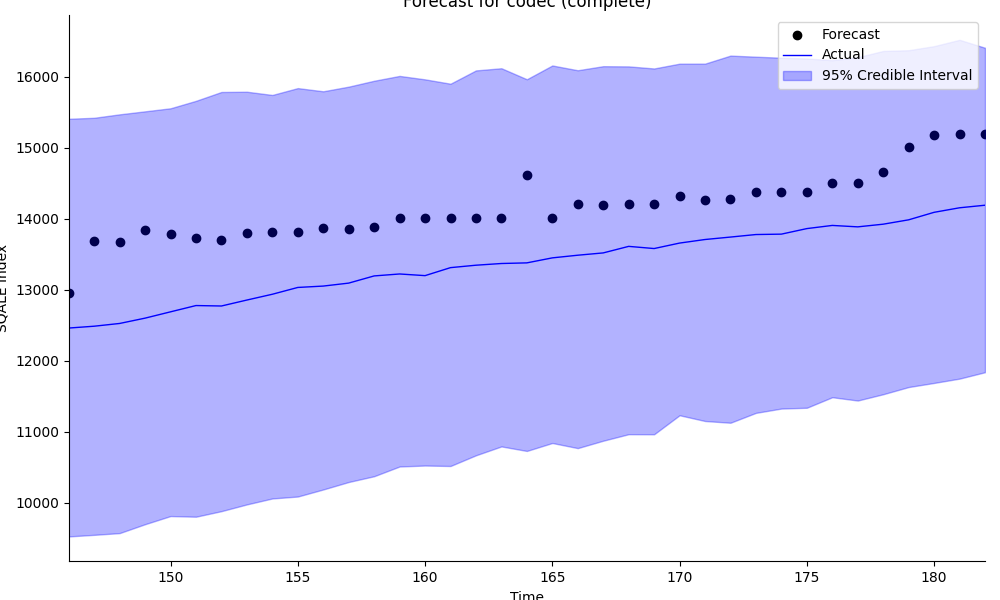 Forecast for codec (complete)
Forecast
Actual
95% Credible Interval
16000
15000
14000
13000
12000
11000
10000
SQALE Index
150 155 160 165 170 175 180
Time